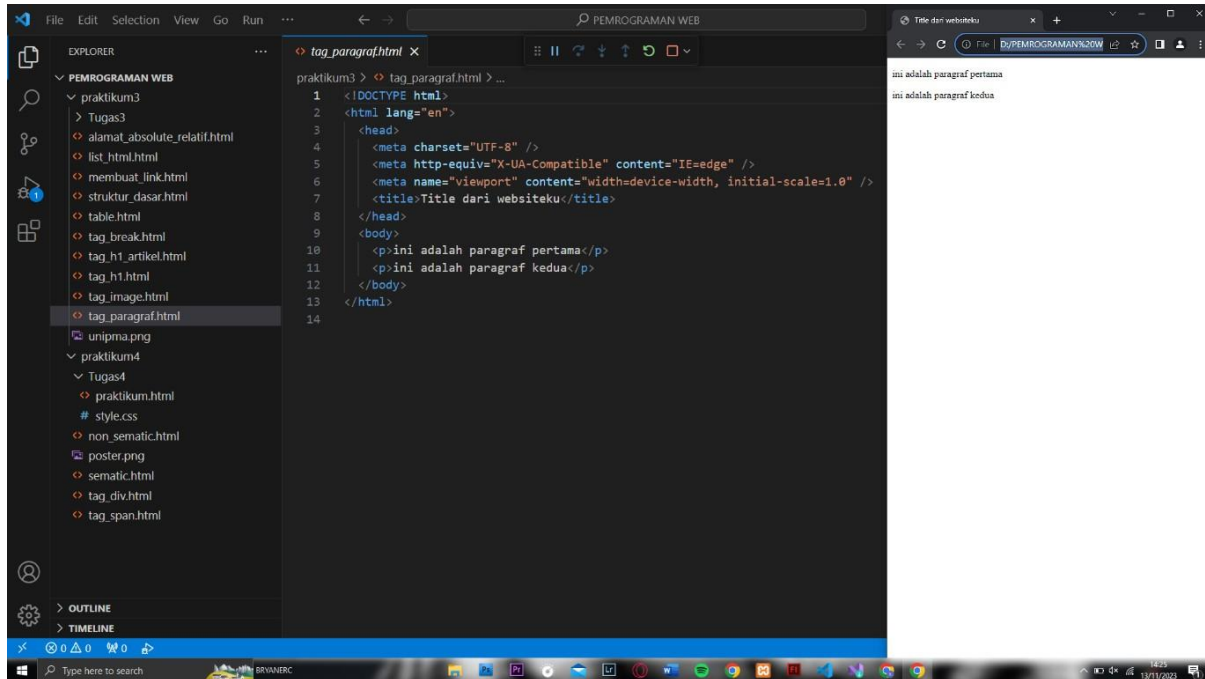 File Edit Selection View Go Run ... PEMROGRAMAN WEB
EXPLORER
PEMROGRAMAN WEB
praktikum3
Tugas3
alamat_absolute_relatif.html
list_html.html
membuat_link.html
struktur_dasar.html
table.html
tag_break.html
tag_h1_artikel.html
tag_h1.html
tag_image.html
tag_paragraf.html
unipma.png
praktikum4
Tugas4
praktikum.html
# style.css
non_sematic.html
poster.png
sematic.html
tag_div.html
tag_span.html
OUTLINE
TIMELINE
1
tag_paragraf.html
praktikum3 > tag_paragraf.html > ...
1 <!DOCTYPE html>
2 <html lang="en">
3 <head>
4 <meta charset="UTF-8" />
5 <meta http-equiv="X-UA-Compatible" content="IE=edge" />
6 <meta name="viewport" content="width=device-width, initial-scale=1.0" />
7 <title>Title dari websiteku</title>
8 </head>
9 <body>
10 <p>ini adalah paragraf pertama</p>
11 <p>ini adalah paragraf kedua</p>
12 </body>
13 </html>
14
Title dari websiteku
File | D:/PEMROGRAMAN%20W
ini adalah paragraf pertama
ini adalah paragraf kedua
0 0 0
Type here to search BRYANERC Ps Pr Lr 14:25
13/11/2023